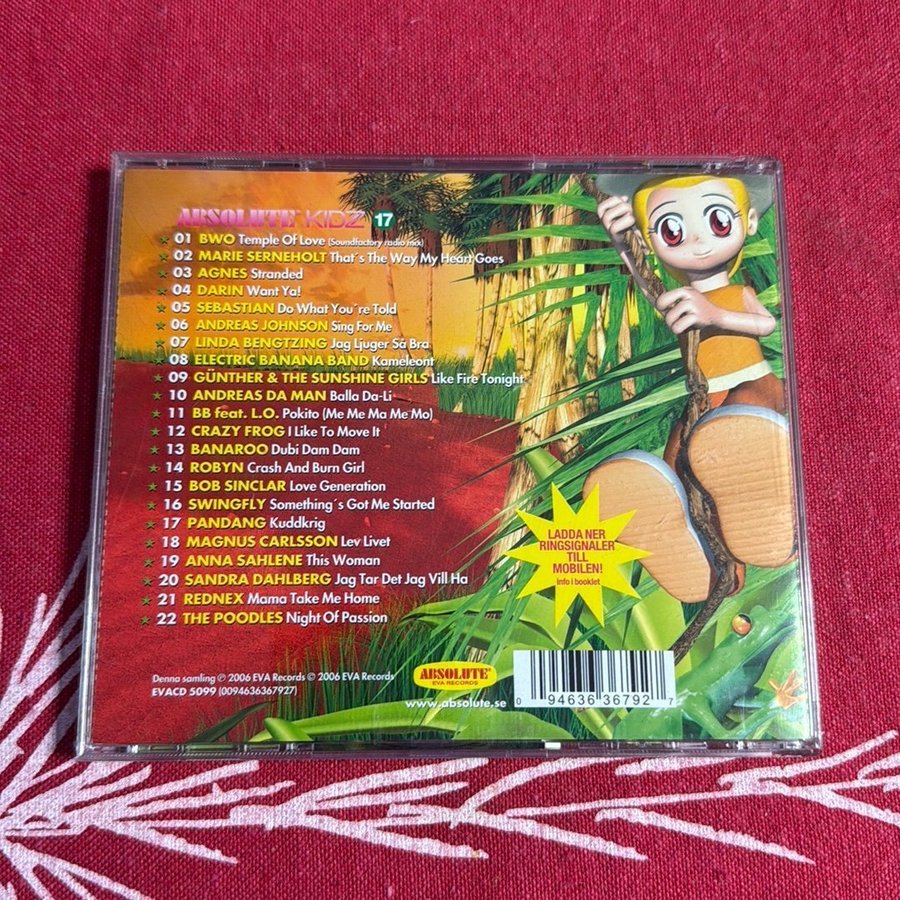 ABSOLUTE KIDZ 17
01 BWO Temple Of Love (Soundfactory radio mix)
02 MARIE SERNEHOLT That´s The Way My Heart Goes
03 AGNES Stranded
04 DARIN Want Ya!
05 SEBASTIAN Do What You´re Told
06 ANDREAS JOHNSON Sing For Me
07 LINDA BENGTZING Jag Ljuger Så Bra
08 ELECTRIC BANANA BAND Kameleont
09 GÜNTHER & THE SUNSHINE GIRLS Like Fire Tonight
10 ANDREAS DA MAN Balla Da-Li
11 BB feat. L.O. Pokito (Me Me Ma Me Mo)
12 CRAZY FROG I Like To Move It
13 BANAROO Dubi Dam Dam
14 ROBYN Crash And Burn Girl
15 BOB SINCLAR Love Generation
16 SWINGFLY Something´s Got Me Started
17 PANDANG Kuddkrig
18 MAGNUS CARLSSON Lev Livet
19 ANNA SAHLENE This Woman
20 SANDRA DAHLBERG Jag Tar Det Jag Vill Ha
21 REDNEX Mama Take Me Home
22 THE POODLES Night Of Passion
LADDA NER
RINGSIGNALER
TILL
MOBILEN!
info i booklet
Denna samling ℗ 2006 EVA Records © 2006 EVA Records
EVACD 5099 (0094636367927)
ABSOLUTE
EVA RECORDS
www.absolute.se
0 94636 36792 7